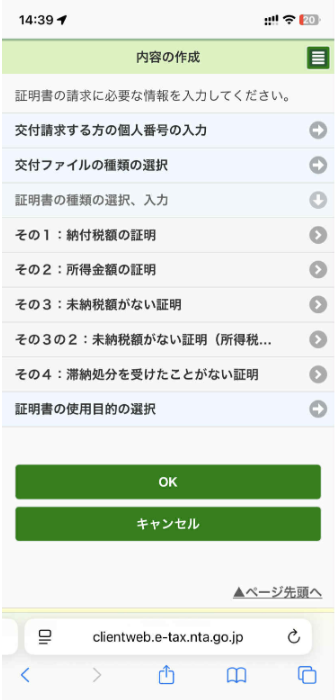 14:39
20
内容の作成
証明書の請求に必要な情報を入力してください。
交付請求する方の個人番号の入力
交付ファイルの種類の選択
証明書の種類の選択、入力
その1：納付税額の証明
その2：所得金額の証明
その3：未納税額がない証明
その3の2：未納税額がない証明（所得税...
その4：滞納処分を受けたことがない証明
証明書の使用目的の選択
OK
キャンセル
▲ページ先頭へ
clientweb.e-tax.nta.go.jp